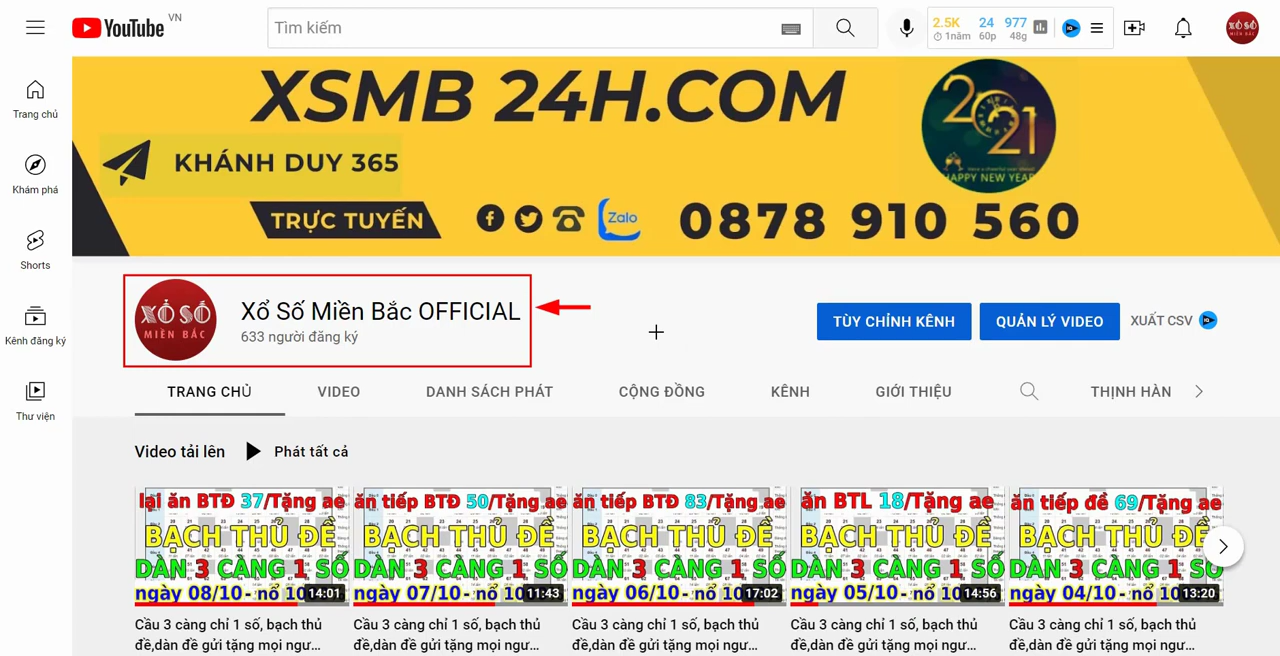 YouTube VN
Tìm kiếm
2.5K 24 977
1năm 60p 48g
XỔ SỐ
MIỀN BẮC
Trang chủ
Khám phá
Shorts
Kênh đăng ký
Thư viện
XSMB 24H.COM
KHÁNH DUY 365
2021
HAPPY NEW YEAR
TRỰC TUYẾN
Zalo
0878 910 560
XỔ SỐ
MIỀN BẮC
Xổ Số Miền Bắc OFFICIAL
633 người đăng ký
TÙY CHỈNH KÊNH
QUẢN LÝ VIDEO
XUẤT CSV
TRANG CHỦ
VIDEO
DANH SÁCH PHÁT
CỘNG ĐỒNG
KÊNH
GIỚI THIỆU
THỊNH HÀN
Video tải lên
Phát tất cả
lại ăn BTĐ 37/Tặng ae
BẠCH THỦ ĐỀ
DÀN 3 CÀNG 1 SỐ
ngày 08/10 - nổ 10
14:01
Cầu 3 càng chỉ 1 số, bạch thủ
đề,dàn đề gửi tặng mọi ngư...
ăn tiếp BTĐ 50/Tặng ae
BẠCH THỦ ĐỀ
DÀN 3 CÀNG 1 SỐ
ngày 07/10 - nổ 10
11:43
Cầu 3 càng chỉ 1 số, bạch thủ
đề,dàn đề gửi tặng mọi ngư...
ăn tiếp BTĐ 83/Tặng ae
BẠCH THỦ ĐỀ
DÀN 3 CÀNG 1 SỐ
ngày 06/10 - nổ 10
17:02
Cầu 3 càng chỉ 1 số, bạch thủ
đề,dàn đề gửi tặng mọi ngư...
ăn BTL 18/Tặng ae
BẠCH THỦ ĐỀ
DÀN 3 CÀNG 1 SỐ
ngày 05/10 - nổ 10
14:56
Cầu 3 càng chỉ 1 số, bạch thủ
đề,dàn đề gửi tặng mọi ngư...
ăn tiếp đề 69/Tặng ae
BẠCH THỦ ĐỀ
DÀN 3 CÀNG 1 SỐ
ngày 04/10 - nổ 10
13:20
Cầu 3 càng chỉ 1 số, bạch thủ
đề,dàn đề gửi tặng mọi ngư...